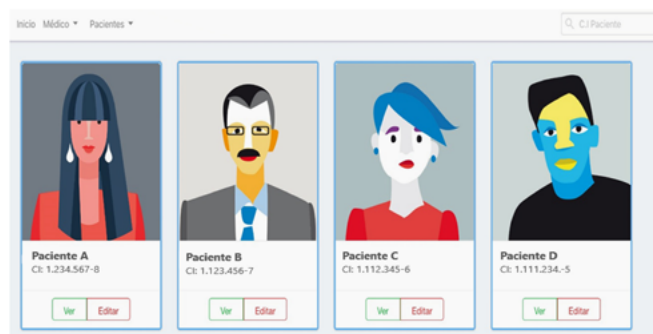 Inicio Médico Pacientes C.I Paciente
Paciente A Paciente B Paciente C Paciente D
CI: 1.234.567-8 CI: 1.123.456-7 CI: 1.112.345-6 CI: 1.111.234.-5
Ver Editar Ver Editar Ver Editar Ver Editar